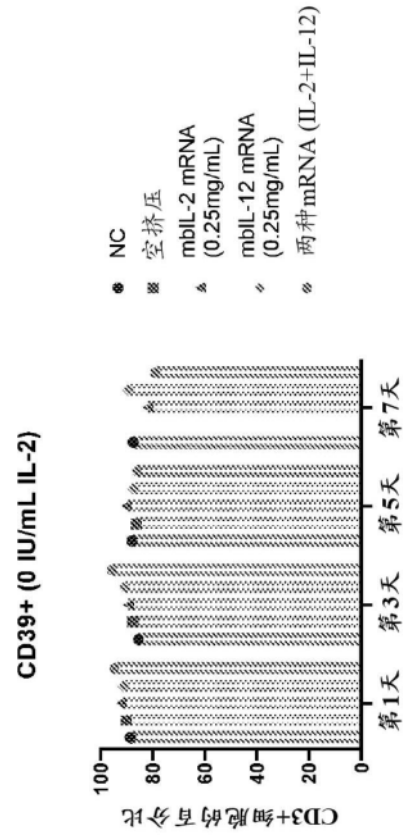 CD39+ (0 IU/mL IL-2)
CD3+细胞的百分比
100
80
60
40
20
0
第1天
第3天
第5天
第7天
NC
空挤压
mbIL-2 mRNA
(0.25mg/mL)
mbIL-12 mRNA
(0.25mg/mL)
两种mRNA (IL-2+IL-12)